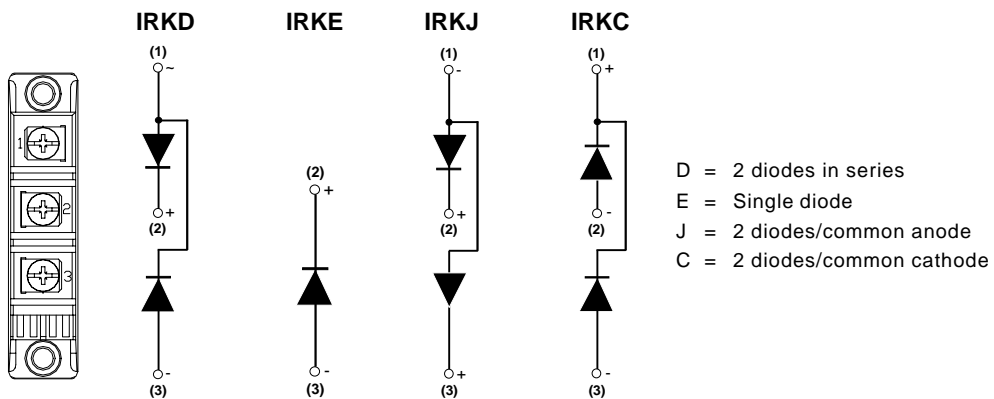 IRKD IRKE IRKJ IRKC
(1) (1) (1)
~ - +
1
(2)
2
+ + + -
(2) (2) (2)
3
- - + -
(3) (3) (3) (3)
D = 2 diodes in series
E = Single diode
J = 2 diodes/common anode
C = 2 diodes/common cathode